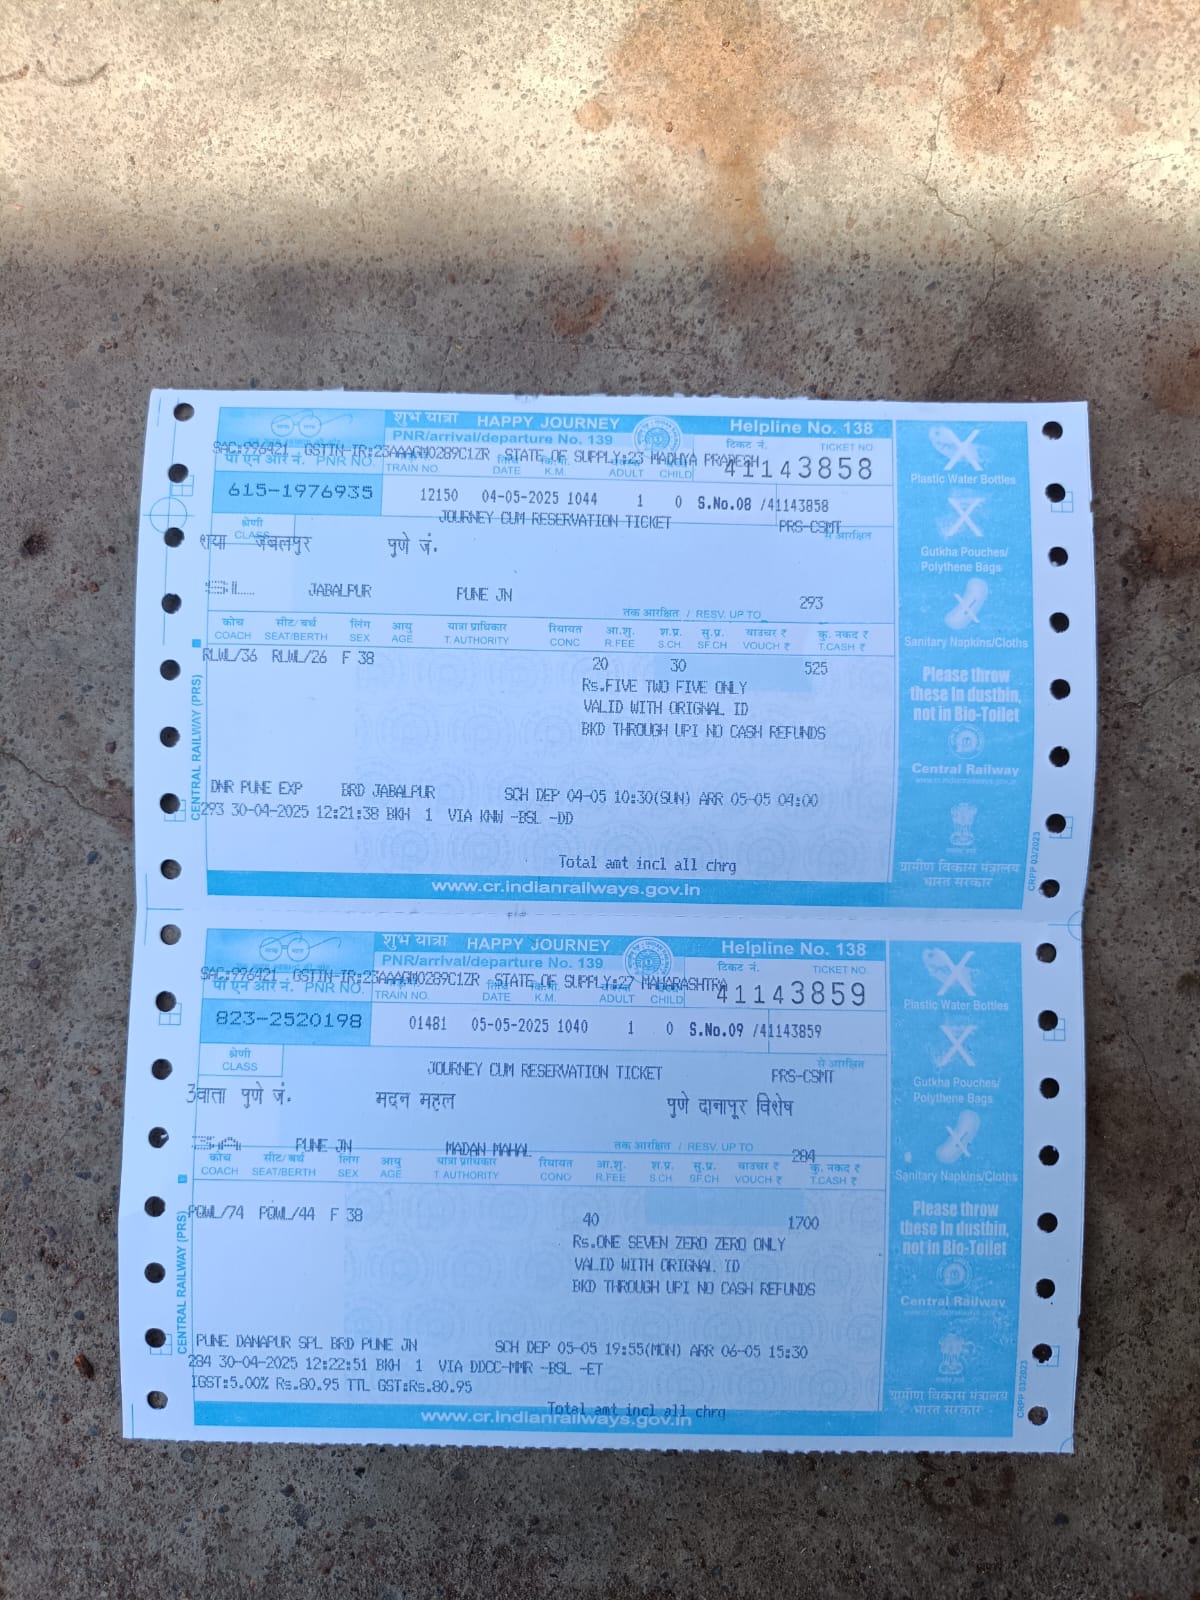 शुभ यात्रा HAPPY JOURNEY Helpline No. 138
PNR/arrival/departure No. 139 टिकट नं. TICKET NO
SAC:996421 GSTIN-IR:23AAAGM0289C1ZR STATE OF SUPPLY:23 MADHYA PRADESH 41143858
पी एन आर नं. PNR NO. TRAIN NO. DATE K.M. ADULT CHILD
615-1976935 12150 04-05-2025 1044 1 0 S.No.08 /41143858
JOURNEY CUM RESERVATION TICKET PRS-CSMT
श्रेणी CLASS से आरक्षित
शया जबलपुर पुणे जं.
SL JABALPUR PUNE JN 293
तक आरक्षित / RESV. UP TO
कोच सीट/ बर्थ लिंग आयु यात्रा प्राधिकार रियायत आ.शु. श.प्र. सु.प्र. वाउचर ₹ कु. नकद ₹
COACH SEAT/BERTH SEX AGE T. AUTHORITY CONC R.FEE S.CH SF.CH VOUCH ₹ T.CASH ₹
RLWL/36 RLWL/26 F 38 20 30 525
Rs.FIVE TWO FIVE ONLY
VALID WITH ORIGNAL ID
BKD THROUGH UPI NO CASH REFUNDS
DNR PUNE EXP BRD JABALPUR SCH DEP 04-05 10:30(SUN) ARR 05-05 04:00
293 30-04-2025 12:21:38 BKH 1 VIA KNW -BSL -DD
Total amt incl all chrg
www.cr.indianrailways.gov.in
CENTRAL RAILWAY (PRS)
Plastic Water Bottles
Gutkha Pouches/
Polythene Bags
Sanitary Napkins/Cloths
Please throw
these In dustbin,
not in Bio-Toilet
Central Railway
www.cr.indianrailways.gov.in
ग्रामीण विकास मंत्रालय
भारत सरकार
CRPP 03/2023
शुभ यात्रा HAPPY JOURNEY Helpline No. 138
PNR/arrival/departure No. 139 टिकट नं. TICKET NO.
SAC:996421 GSTIN-IR:23AAAGM0289C1ZR STATE OF SUPPLY:27 MAHARASHTRA 41143859
पी एन आर नं. PNR NO. TRAIN NO. DATE K.M. ADULT CHILD
823-2520198 01481 05-05-2025 1040 1 0 S.No.09 /41143859
श्रेणी CLASS से आरक्षित
JOURNEY CUM RESERVATION TICKET PRS-CSMT
3वाता पुणे जं. मदन महल पुणे दानापूर विशेष
3A PUNE JN MADAN MAHAL तक आरक्षित / RESV. UP TO 284
कोच सीट/ बर्थ लिंग आयु यात्रा प्राधिकार रियायत आ.शु. श.प्र. सु.प्र. वाउचर ₹ कु. नकद ₹
COACH SEAT/BERTH SEX AGE T. AUTHORITY CONC R.FEE S.CH SF.CH VOUCH ₹ T.CASH ₹
PQWL/74 PQWL/44 F 38 40 1700
Rs.ONE SEVEN ZERO ZERO ONLY
VALID WITH ORIGNAL ID
BKD THROUGH UPI NO CASH REFUNDS
PUNE DANAPUR SPL BRD PUNE JN SCH DEP 05-05 19:55(MON) ARR 06-05 15:30
284 30-04-2025 12:22:51 BKH 1 VIA DDCC-MMR -BSL -ET
IGST:5.00% Rs.80.95 TTL GST:Rs.80.95
Total amt incl all chrg
www.cr.indianrailways.gov.in
CENTRAL RAILWAY (PRS)
Plastic Water Bottles
Gutkha Pouches/
Polythene Bags
Sanitary Napkins/Cloths
Please throw
these In dustbin,
not in Bio-Toilet
Central Railway
ग्रामीण विकास मंत्रालय
भारत सरकार
CRPP 03/2023